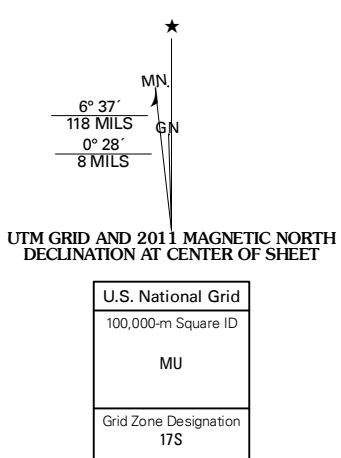 ★
MN.
6° 37´
118 MILS
GN
0° 28´
8 MILS
UTM GRID AND 2011 MAGNETIC NORTH
DECLINATION AT CENTER OF SHEET
U.S. National Grid
100,000-m Square ID
MU
Grid Zone Designation
17S